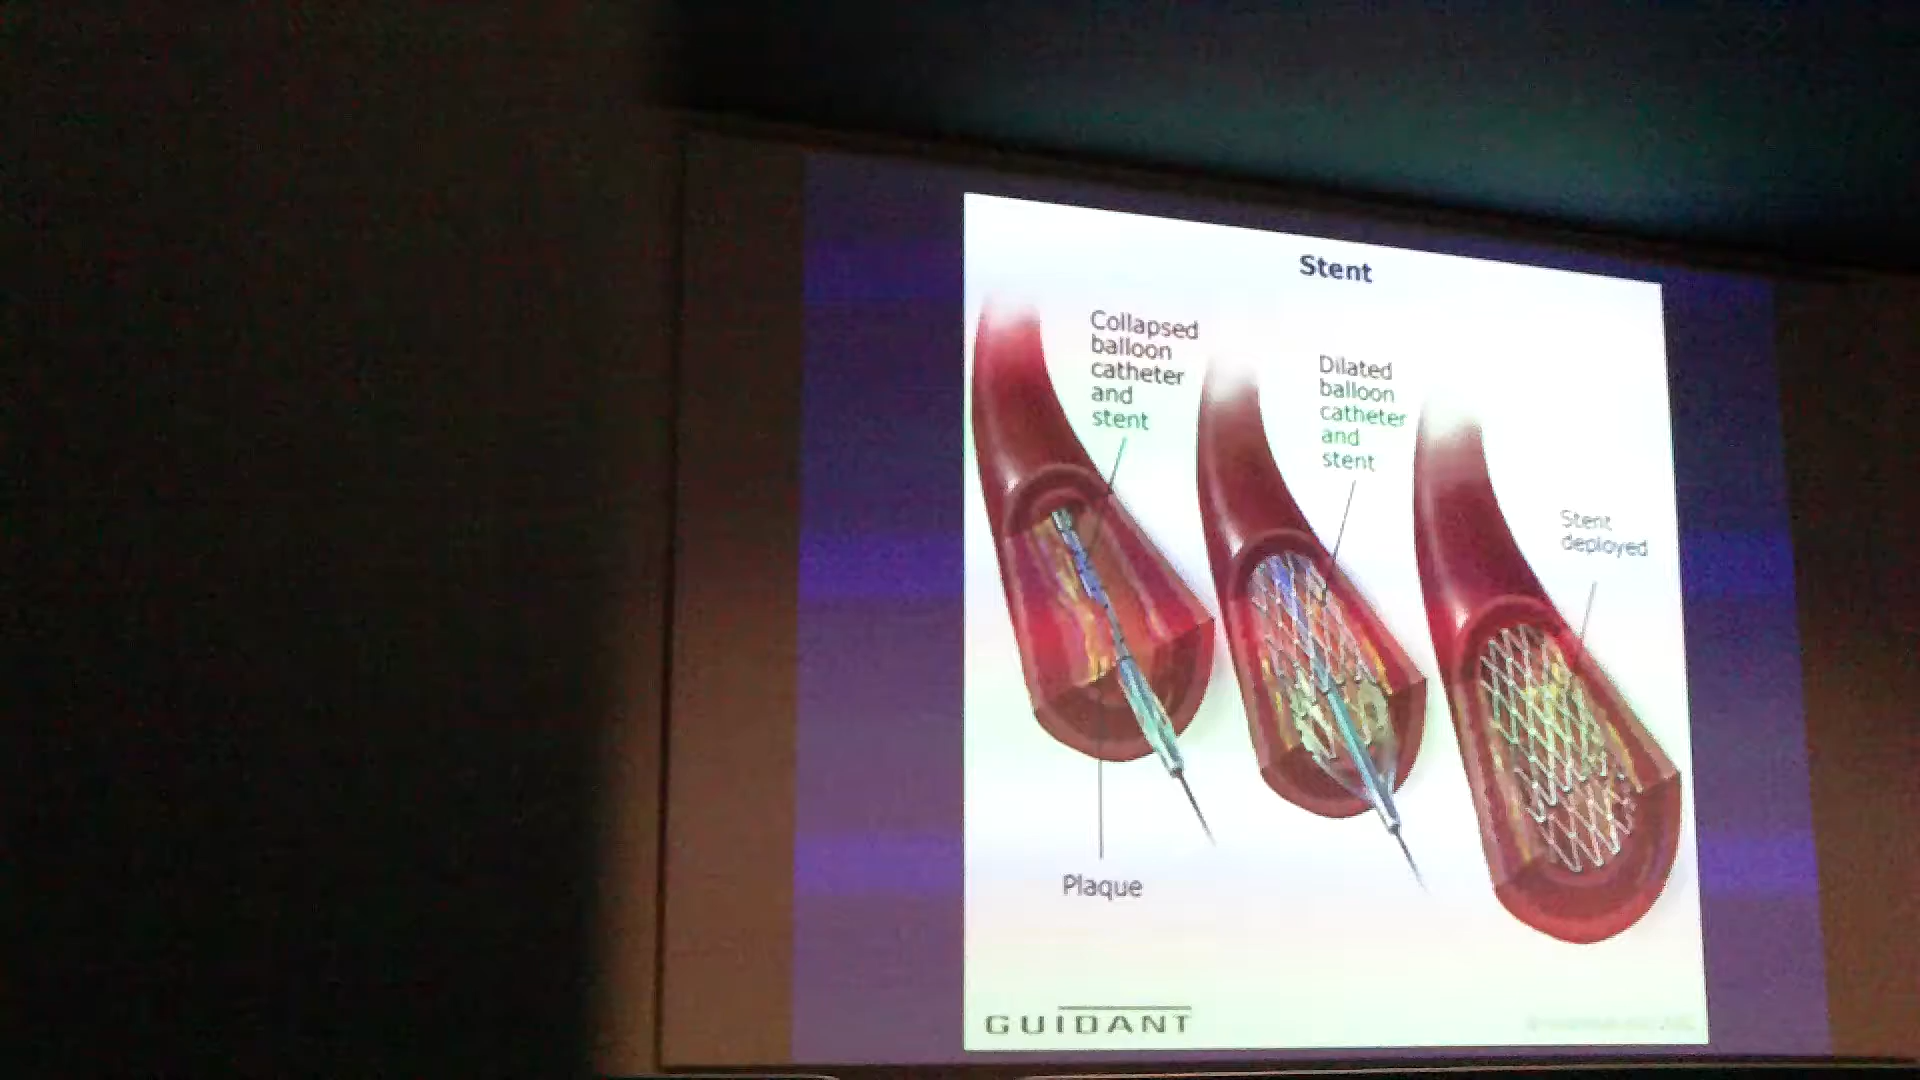 Stent
Collapsed
balloon
catheter
and
stent
Dilated
balloon
catheter
and
stent
Stent
deployed
Plaque
GUIDANT